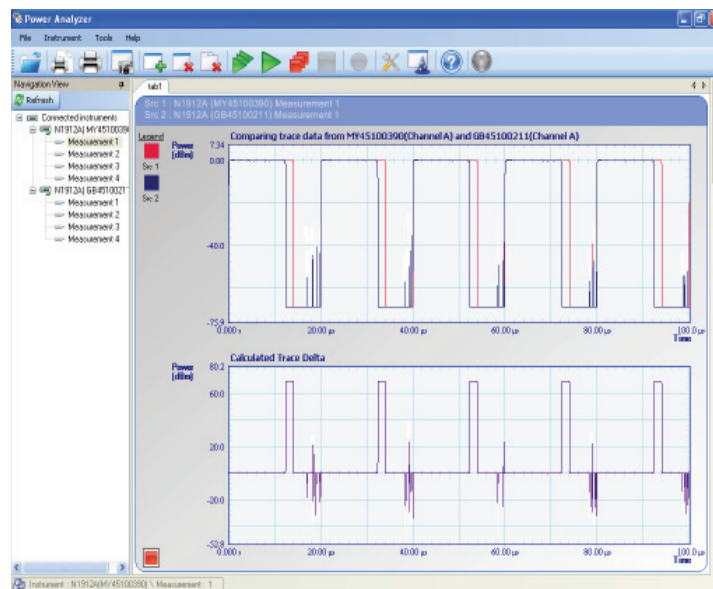 Power Analyzer
File Instrument Tools Help
Navigation View
Refresh
Connected instruments
N1912A( MY45100390
Measurement 1
Measurement 2
Measurement 3
Measurement 4
N1912A( GB45100211
Measurement 1
Measurement 2
Measurement 3
Measurement 4
tab1
Src 1 : N1912A (MY45100390) Measurement 1
Src 2 : N1912A (GB45100211) Measurement 1
Legend
Src 1
Src 2
Comparing trace data from MY45100390(Channel A) and GB45100211(Channel A)
Power
(dBm)
7.34
0.00
-40.0
-75.9
0.000 s 20.00 µs 40.00 µs 60.00 µs 80.00 µs 100.0 µs
Time
Calculated Trace Delta
Power
(dBm)
80.2
60.0
20.0
-20.0
-52.8
0.000 s 20.00 µs 40.00 µs 60.00 µs 80.00 µs 100.0 µs
Time
Instrument : N1912A(MY45100390) \ Measurement : 1